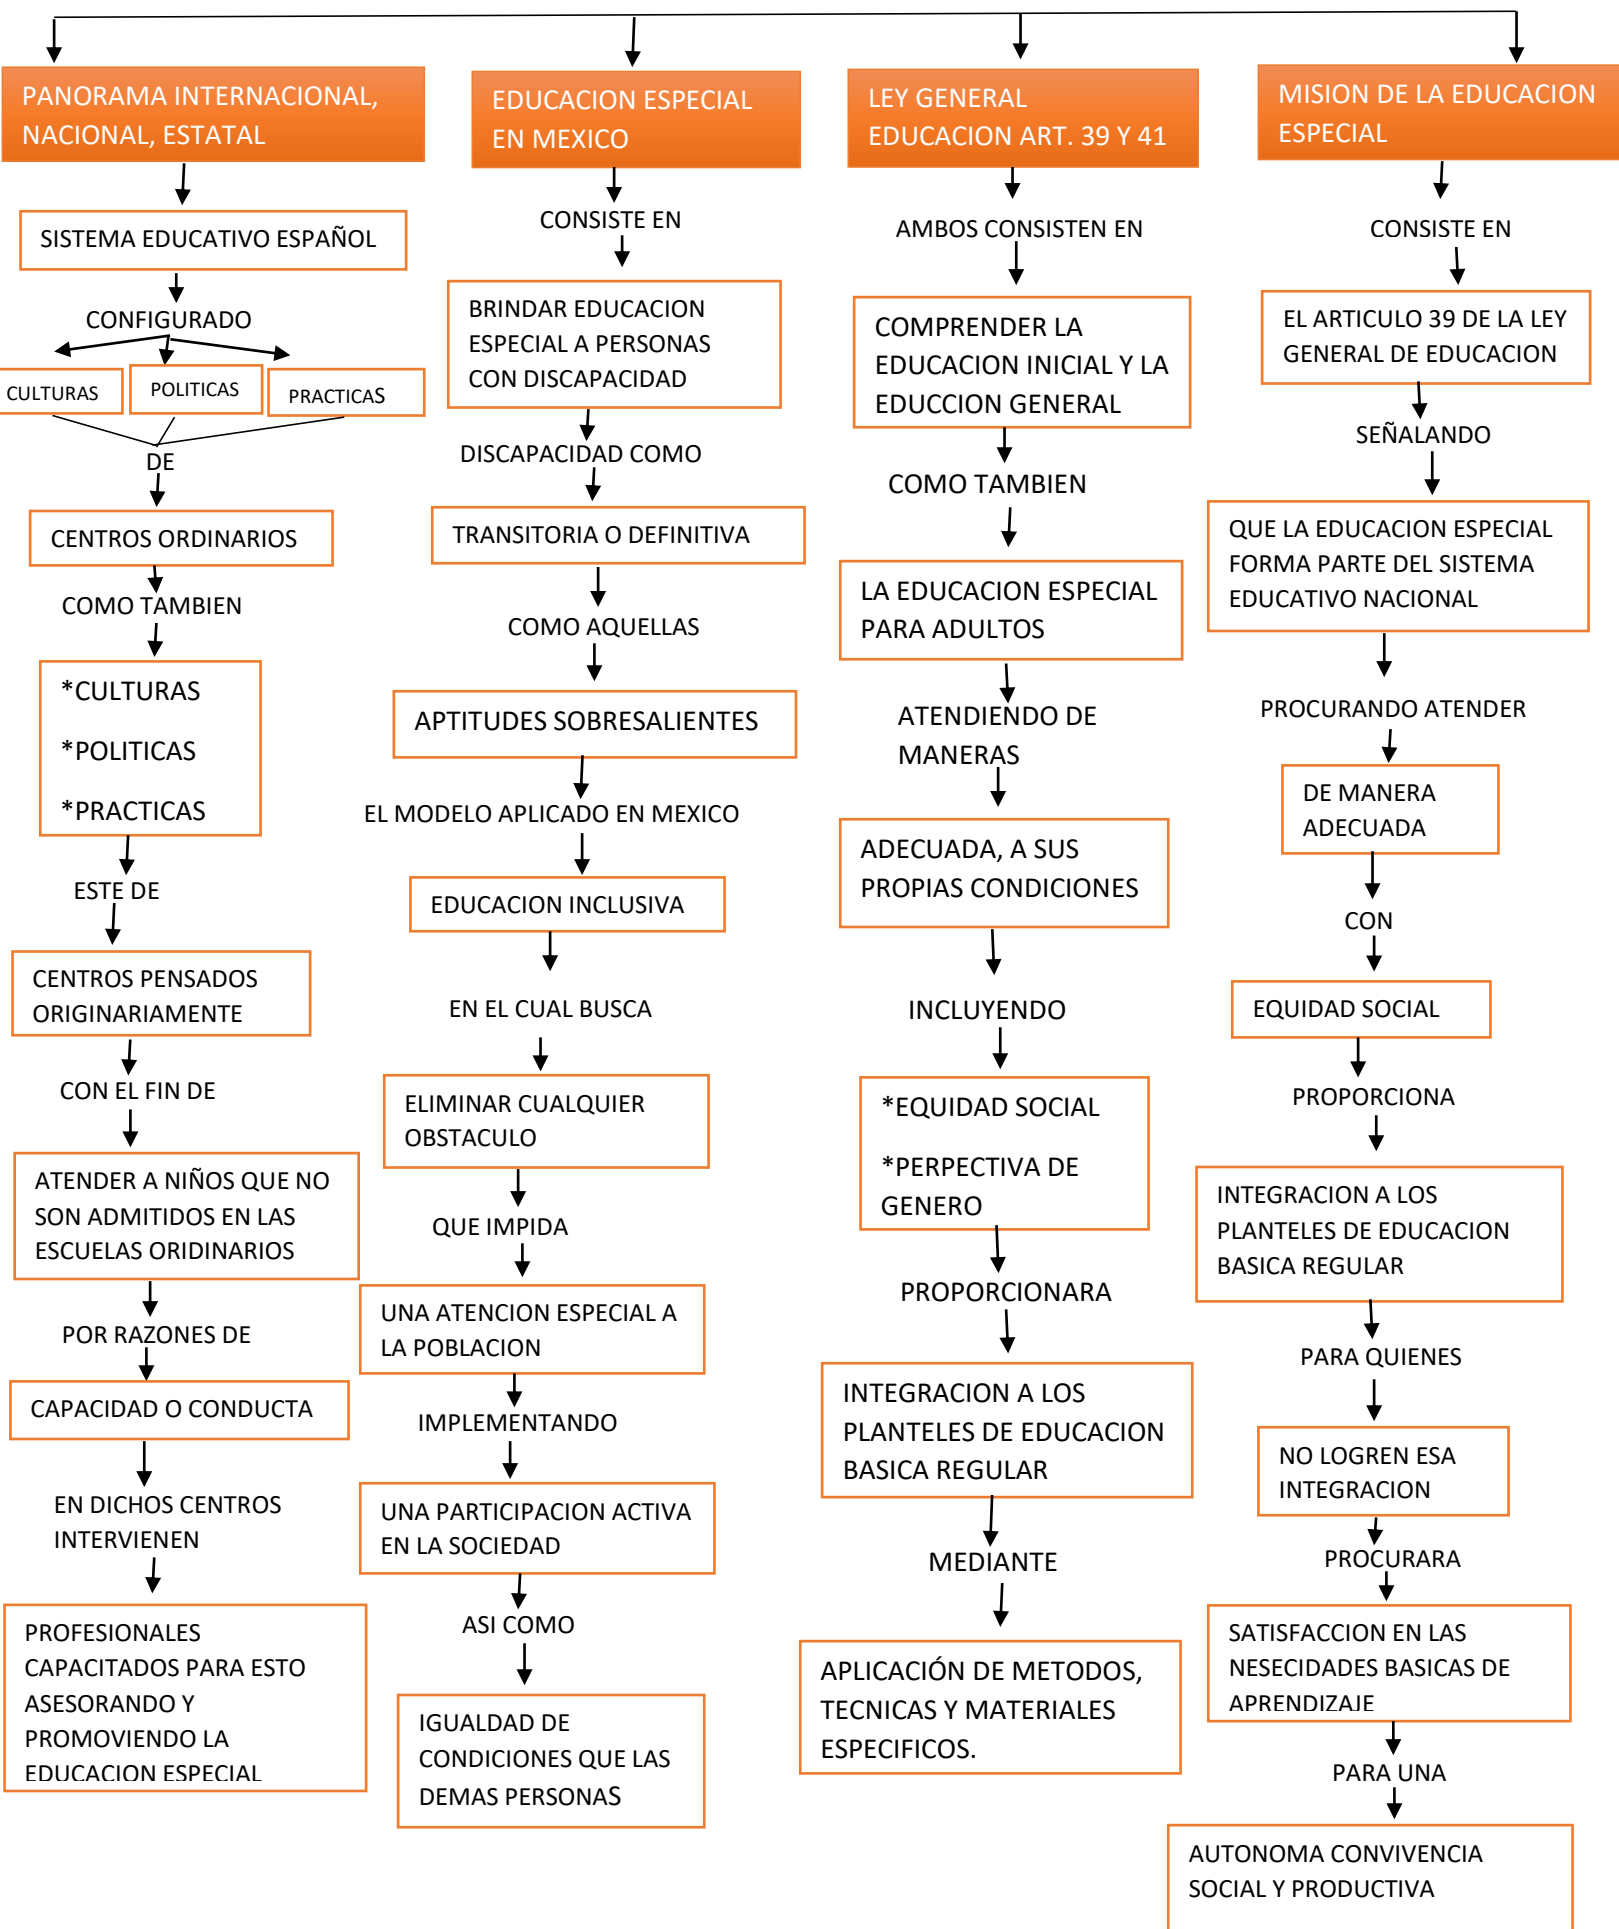 PANORAMA INTERNACIONAL,
NACIONAL, ESTATAL
SISTEMA EDUCATIVO ESPAÑOL
CONFIGURADO
CULTURAS
POLITICAS
PRACTICAS
DE
CENTROS ORDINARIOS
COMO TAMBIEN
*CULTURAS
*POLITICAS
*PRACTICAS
ESTE DE
CENTROS PENSADOS
ORIGINARIAMENTE
CON EL FIN DE
ATENDER A NIÑOS QUE NO
SON ADMITIDOS EN LAS
ESCUELAS ORIDINARIOS
POR RAZONES DE
CAPACIDAD O CONDUCTA
EN DICHOS CENTROS
INTERVIENEN
PROFESIONALES
CAPACITADOS PARA ESTO
ASESORANDO Y
PROMOVIENDO LA
EDUCACION ESPECIAL
EDUCACION ESPECIAL
EN MEXICO
CONSISTE EN
BRINDAR EDUCACION
ESPECIAL A PERSONAS
CON DISCAPACIDAD
DISCAPACIDAD COMO
TRANSITORIA O DEFINITIVA
COMO AQUELLAS
APTITUDES SOBRESALIENTES
EL MODELO APLICADO EN MEXICO
EDUCACION INCLUSIVA
EN EL CUAL BUSCA
ELIMINAR CUALQUIER
OBSTACULO
QUE IMPIDA
UNA ATENCION ESPECIAL A
LA POBLACION
IMPLEMENTANDO
UNA PARTICIPACION ACTIVA
EN LA SOCIEDAD
ASI COMO
IGUALDAD DE
CONDICIONES QUE LAS
DEMAS PERSONAS
LEY GENERAL
EDUCACION ART. 39 Y 41
AMBOS CONSISTEN EN
COMPRENDER LA
EDUCACION INICIAL Y LA
EDUCCION GENERAL
COMO TAMBIEN
LA EDUCACION ESPECIAL
PARA ADULTOS
ATENDIENDO DE
MANERAS
ADECUADA, A SUS
PROPIAS CONDICIONES
INCLUYENDO
*EQUIDAD SOCIAL
*PERPECTIVA DE
GENERO
PROPORCIONARA
INTEGRACION A LOS
PLANTELES DE EDUCACION
BASICA REGULAR
MEDIANTE
APLICACIÓN DE METODOS,
TECNICAS Y MATERIALES
ESPECIFICOS.
MISION DE LA EDUCACION
ESPECIAL
CONSISTE EN
EL ARTICULO 39 DE LA LEY
GENERAL DE EDUCACION
SEÑALANDO
QUE LA EDUCACION ESPECIAL
FORMA PARTE DEL SISTEMA
EDUCATIVO NACIONAL
PROCURANDO ATENDER
DE MANERA
ADECUADA
CON
EQUIDAD SOCIAL
PROPORCIONA
INTEGRACION A LOS
PLANTELES DE EDUCACION
BASICA REGULAR
PARA QUIENES
NO LOGREN ESA
INTEGRACION
PROCURARA
SATISFACCION EN LAS
NESECIDADES BASICAS DE
APRENDIZAJE
PARA UNA
AUTONOMA CONVIVENCIA
SOCIAL Y PRODUCTIVA